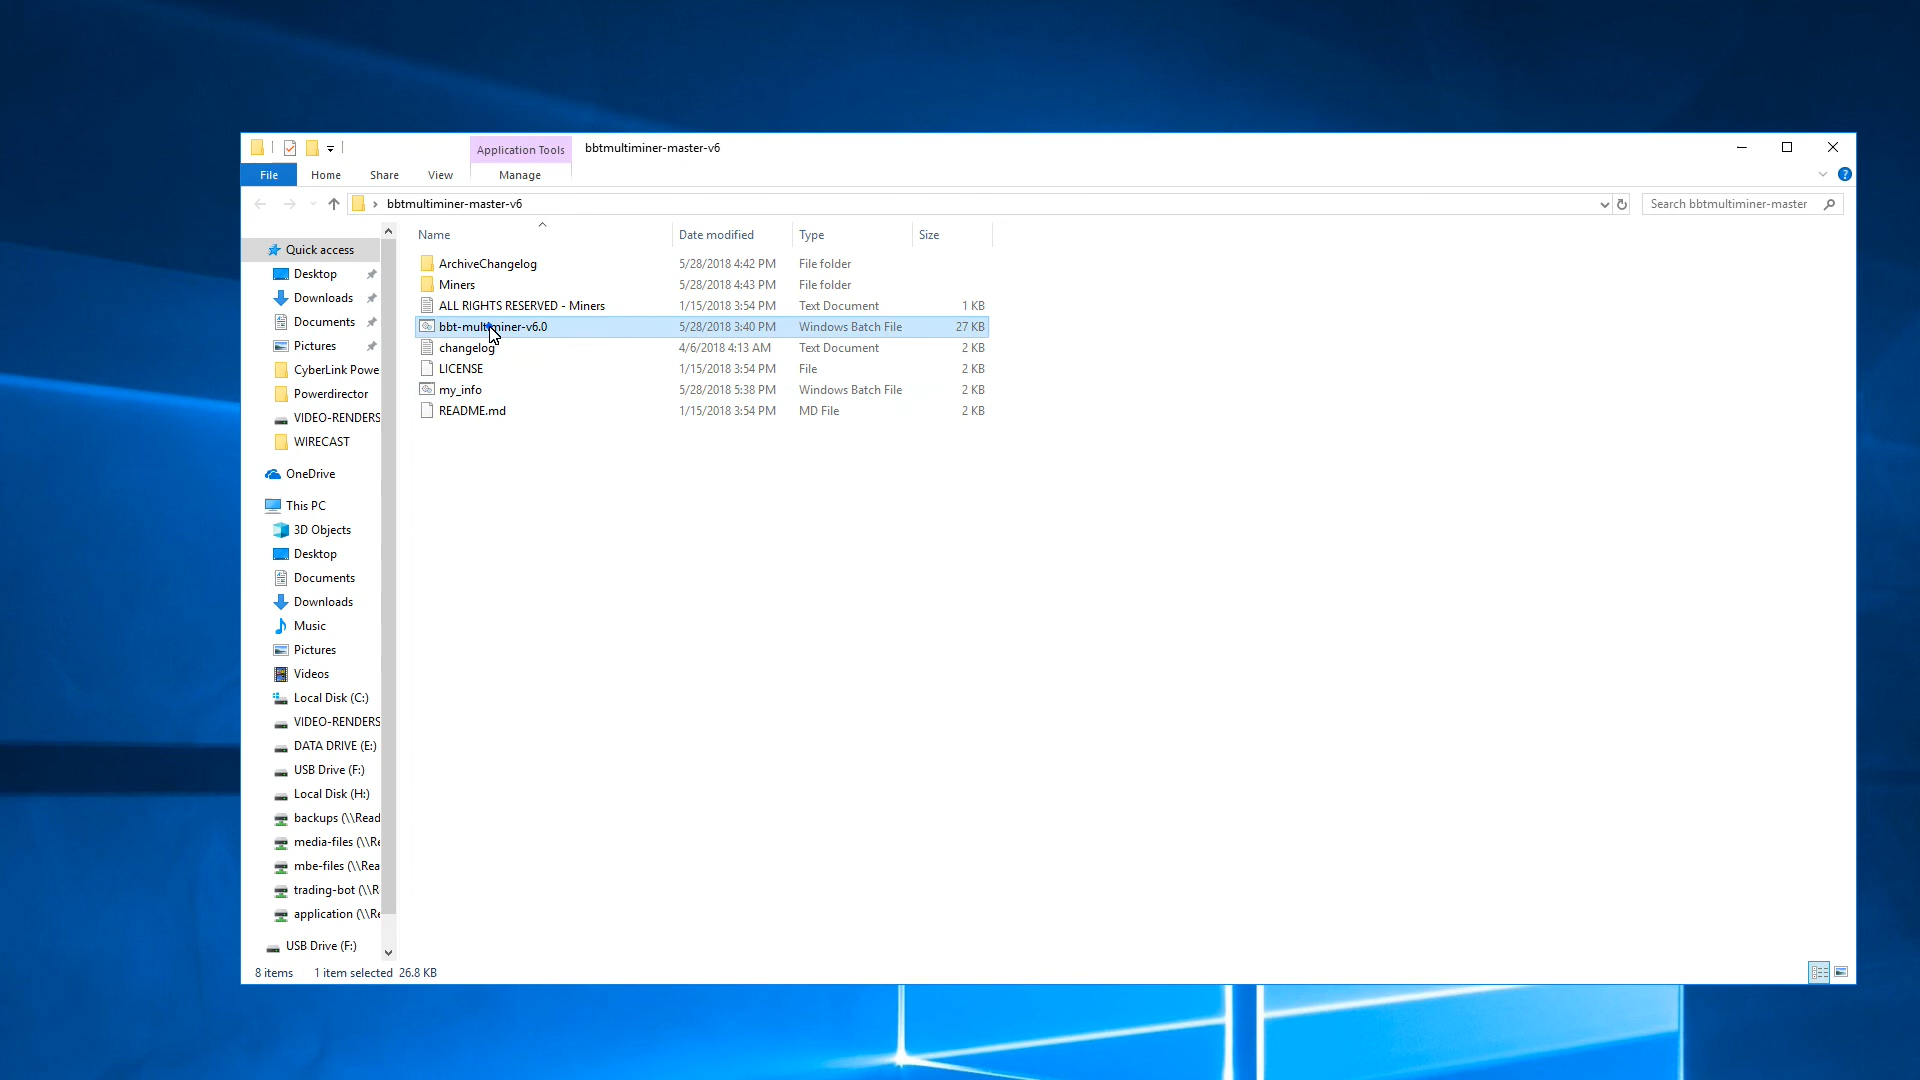 Application Tools
bbtmultiminer-master-v6
File
Home
Share
View
Manage
?
bbtmultiminer-master-v6
Search bbtmultiminer-master
Name
Date modified
Type
Size
ArchiveChangelog 5/28/2018 4:42 PM File folder
Miners 5/28/2018 4:43 PM File folder
ALL RIGHTS RESERVED - Miners 1/15/2018 3:54 PM Text Document 1 KB
bbt-multiminer-v6.0 5/28/2018 3:40 PM Windows Batch File 27 KB
changelog 4/6/2018 4:13 AM Text Document 2 KB
LICENSE 1/15/2018 3:54 PM File 2 KB
my_info 5/28/2018 5:38 PM Windows Batch File 2 KB
README.md 1/15/2018 3:54 PM MD File 2 KB
Quick access
Desktop
Downloads
Documents
Pictures
CyberLink Powe
Powerdirector
VIDEO-RENDERS
WIRECAST
OneDrive
This PC
3D Objects
Desktop
Documents
Downloads
Music
Pictures
Videos
Local Disk (C:)
VIDEO-RENDERS
DATA DRIVE (E:)
USB Drive (F:)
Local Disk (H:)
backups (\\Read
media-files (\\Re
mbe-files (\\Rea
trading-bot (\\R
application (\\Re
USB Drive (F:)
8 items 1 item selected 26.8 KB